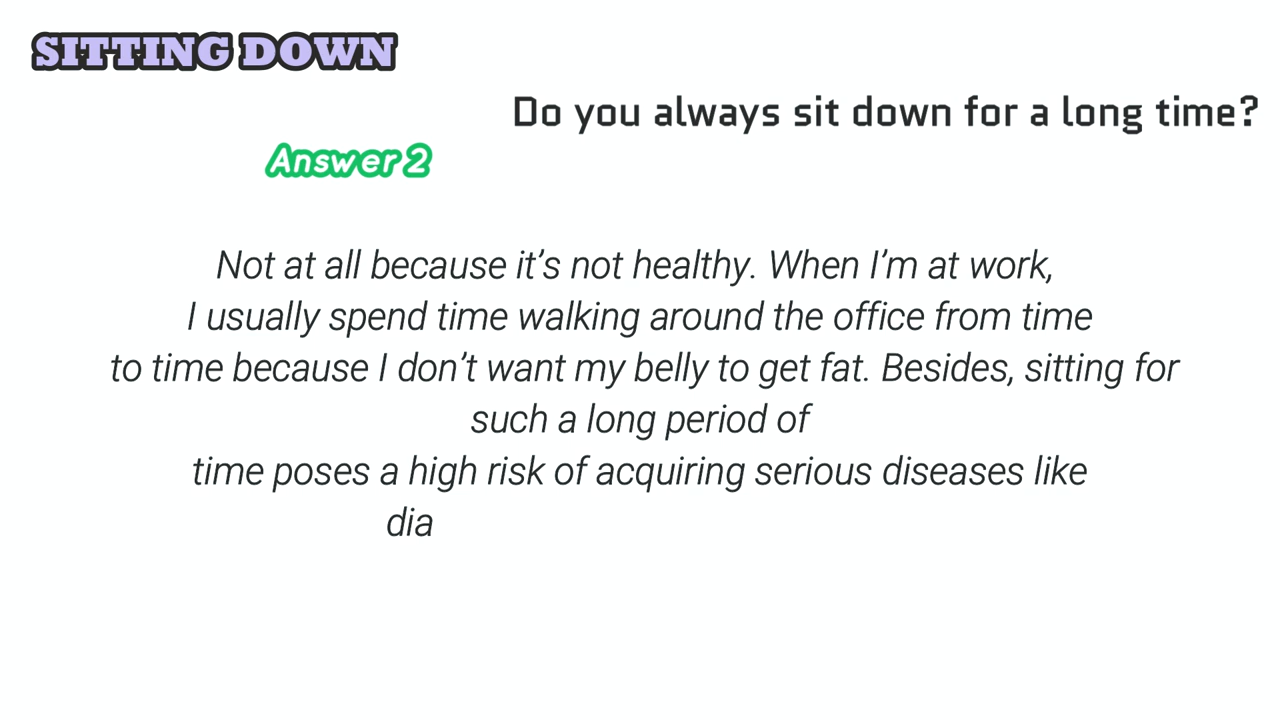 SITTING DOWN
Do you always sit down for a long time?
Answer 2
Not at all because it’s not healthy. When I’m at work,
I usually spend time walking around the office from time
to time because I don’t want my belly to get fat. Besides, sitting for
such a long period of
time poses a high risk of acquiring serious diseases like
dia